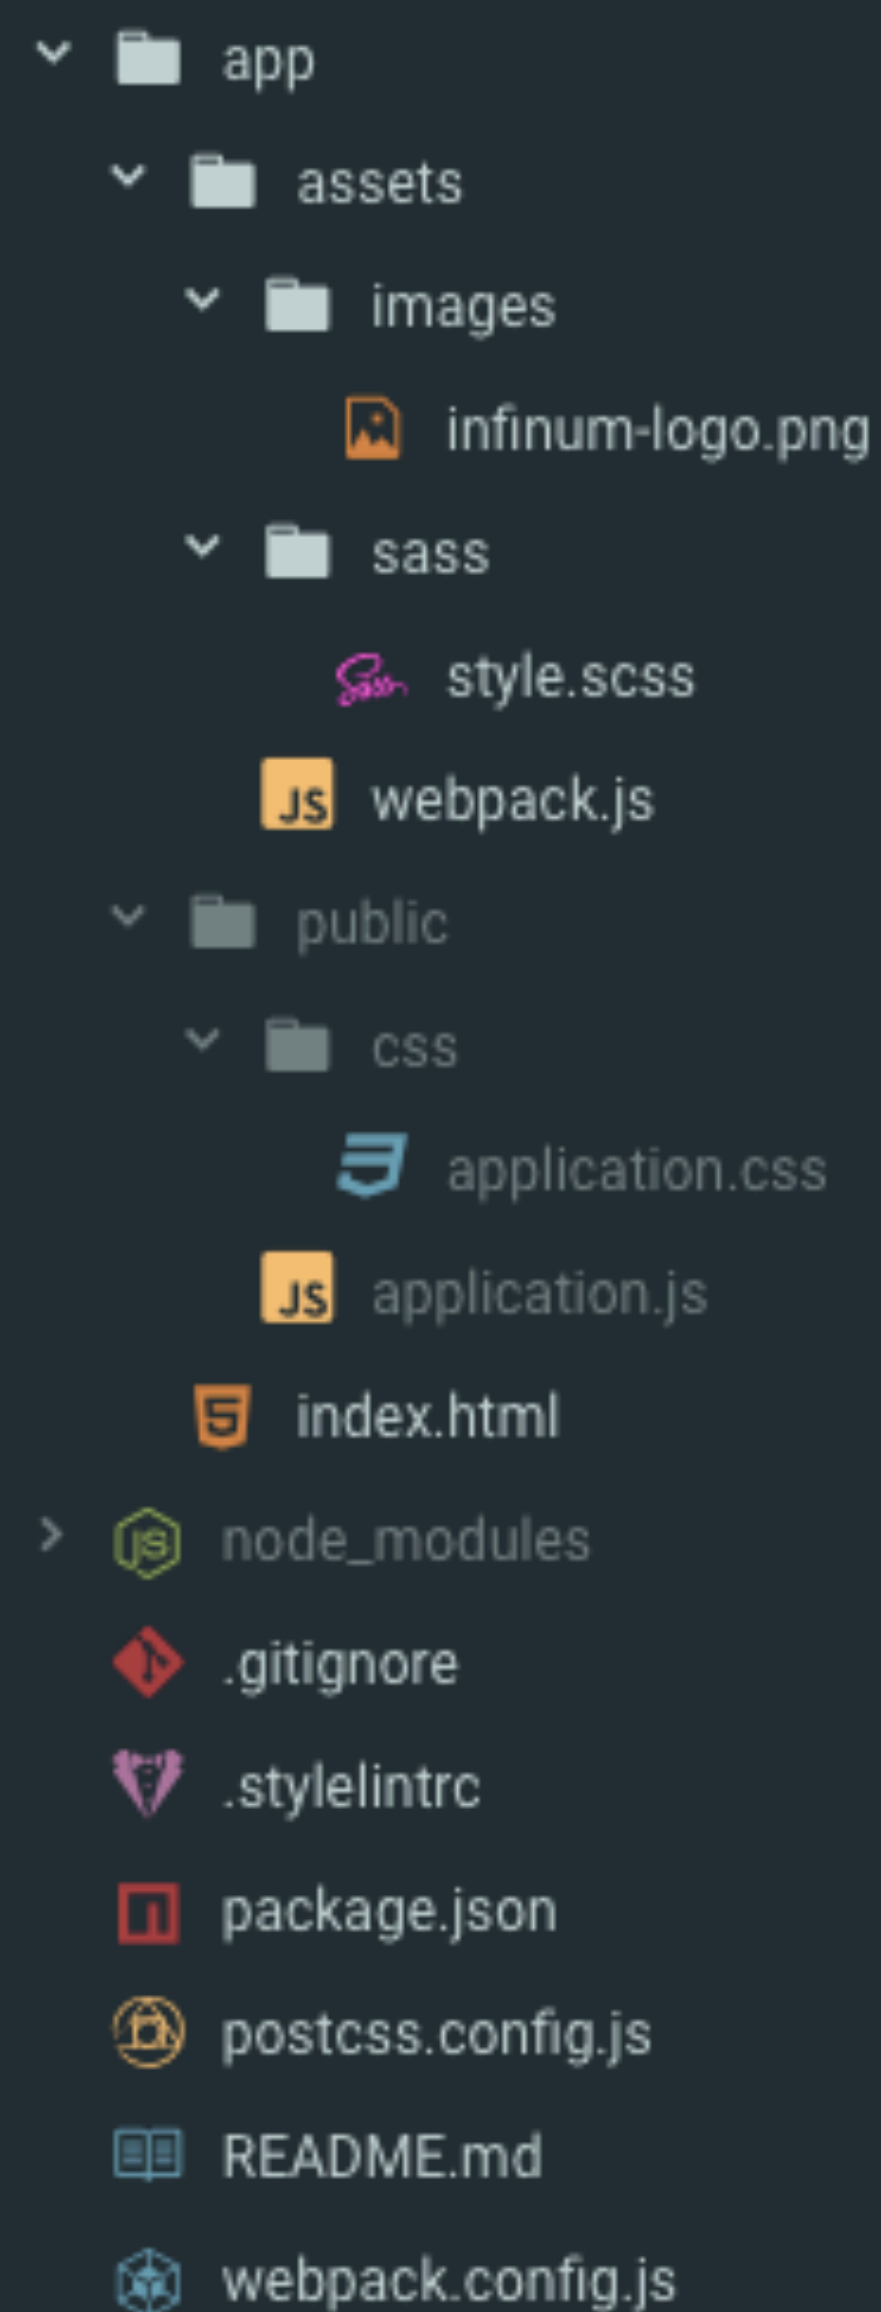 app
assets
images
infinum-logo.png
sass
style.scss
webpack.js
public
css
application.css
application.js
index.html
node_modules
.gitignore
.stylelintrc
package.json
postcss.config.js
README.md
webpack.config.js